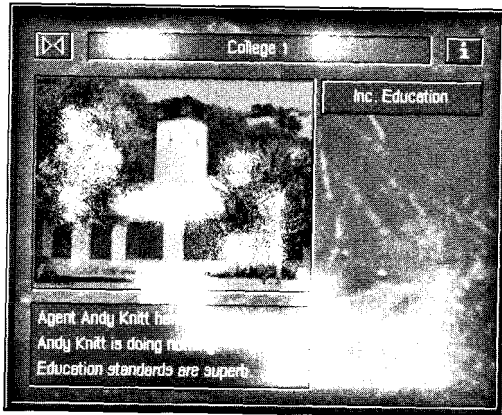 College 1
i
Inc. Education
Agent Andy Knitt
Andy Knitt is doing
Education standards are superb